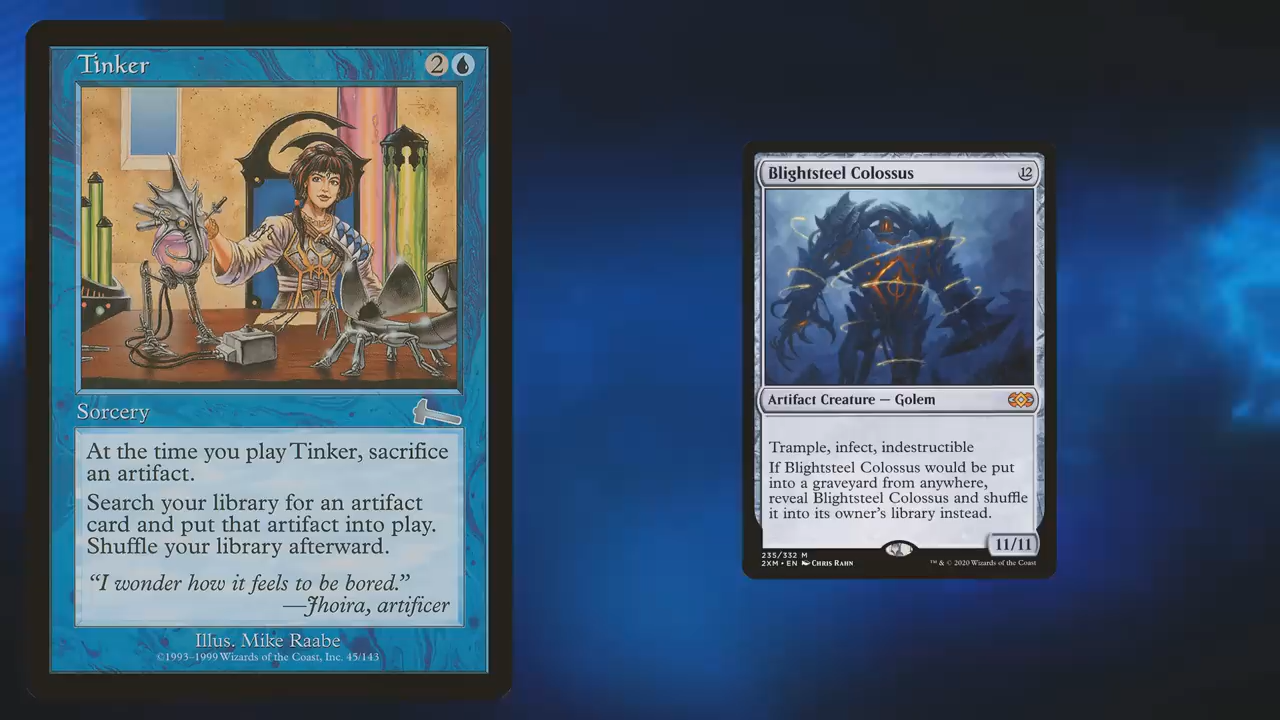 Tinker 2
Sorcery
At the time you play Tinker, sacrifice
an artifact.
Search your library for an artifact
card and put that artifact into play.
Shuffle your library afterward.
“I wonder how it feels to be bored.”
—Jhoira, artificer
Illus. Mike Raabe
©1993–1999 Wizards of the Coast, Inc. 45/143
Blightsteel Colossus 12
Artifact Creature — Golem
Trample, infect, indestructible
If Blightsteel Colossus would be put
into a graveyard from anywhere,
reveal Blightsteel Colossus and shuffle
it into its owner’s library instead.
11/11
235/332 M
2XM • EN Chris Rahn
™ & © 2020 Wizards of the Coast